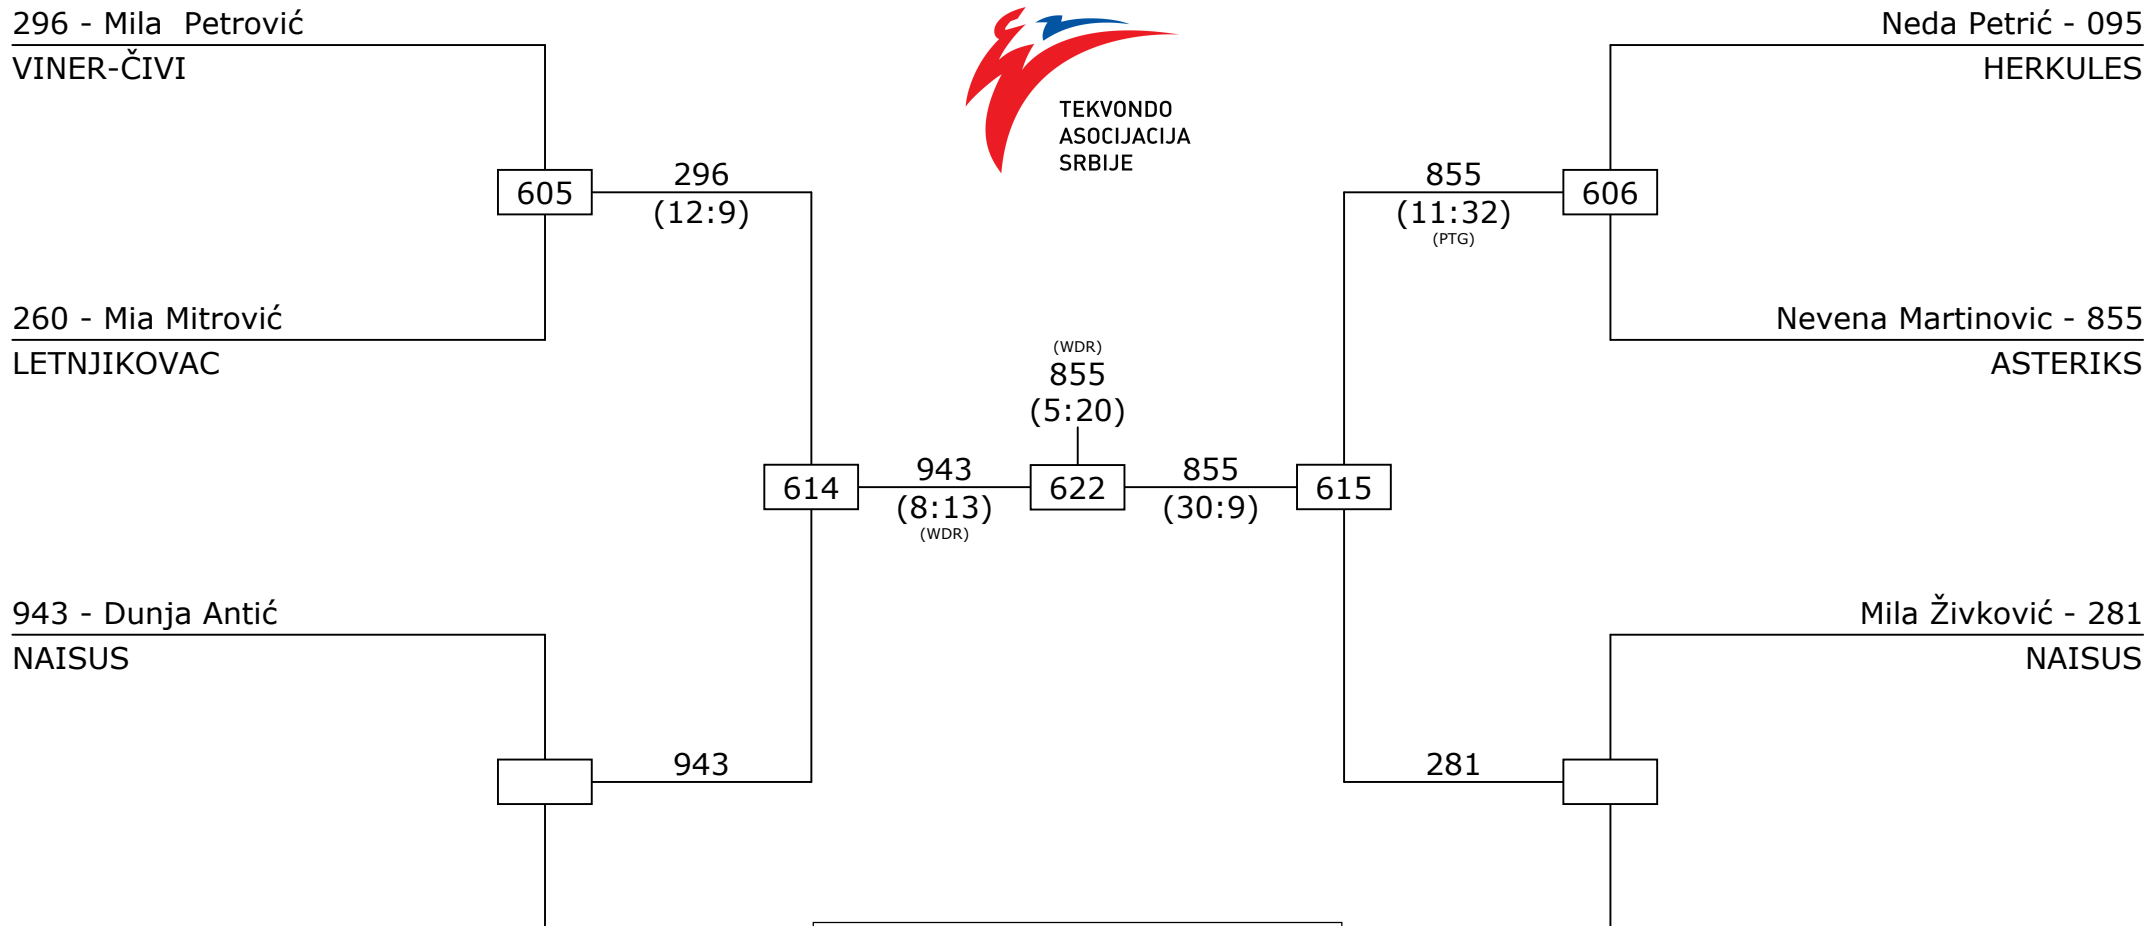 296 - Mila  Petrović
VINER-ČIVI
TEKVONDO
ASOCIJACIJA
SRBIJE
Neda Petrić - 095
HERKULES
605
296
(12:9)
855
(11:32)
(PTG)
606
260 - Mia Mitrović
LETNJIKOVAC
Nevena Martinovic - 855
ASTERIKS
(WDR)
855
(5:20)
614
943
(8:13)
(WDR)
622
855
(30:9)
615
943 - Dunja Antić
NAISUS
Mila Živković - 281
NAISUS
943
281